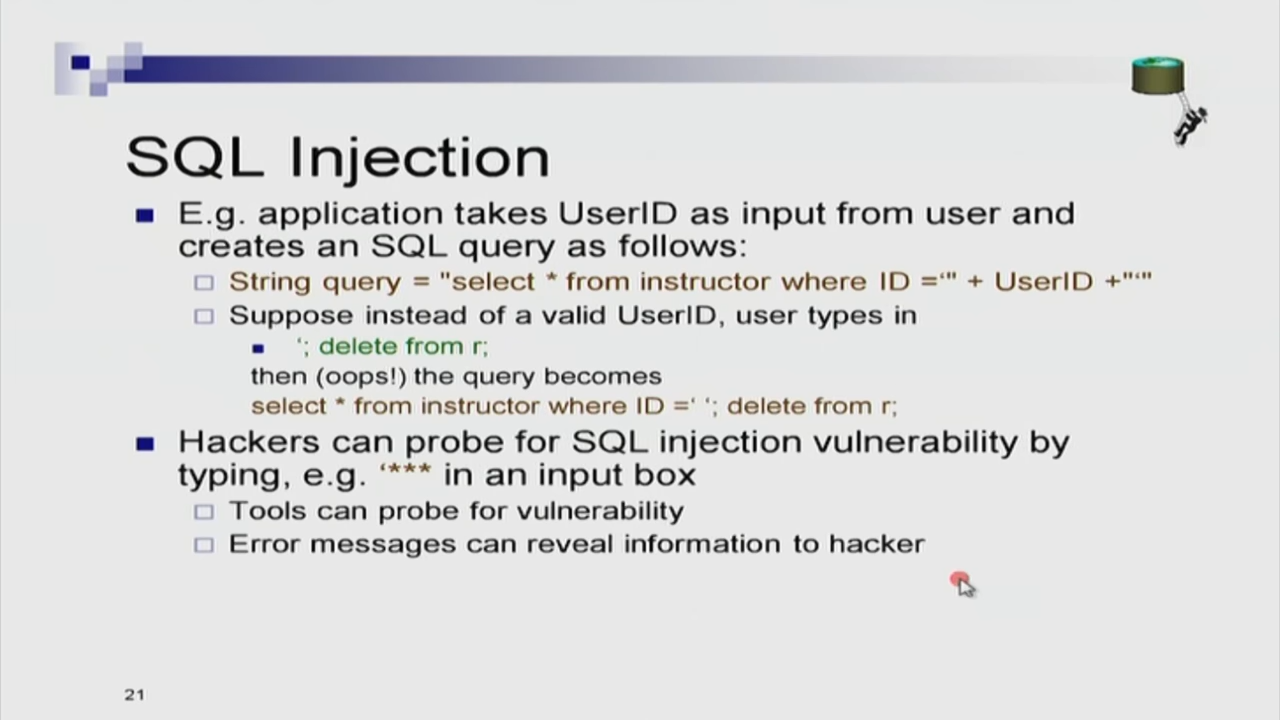 SQL Injection
E.g. application takes UserID as input from user and
creates an SQL query as follows:
String query = "select * from instructor where ID =‘" + UserID +"‘"
Suppose instead of a valid UserID, user types in
‘; delete from r;
then (oops!) the query becomes
select * from instructor where ID =‘ ‘; delete from r;
Hackers can probe for SQL injection vulnerability by
typing, e.g. ‘*** in an input box
Tools can probe for vulnerability
Error messages can reveal information to hacker
21